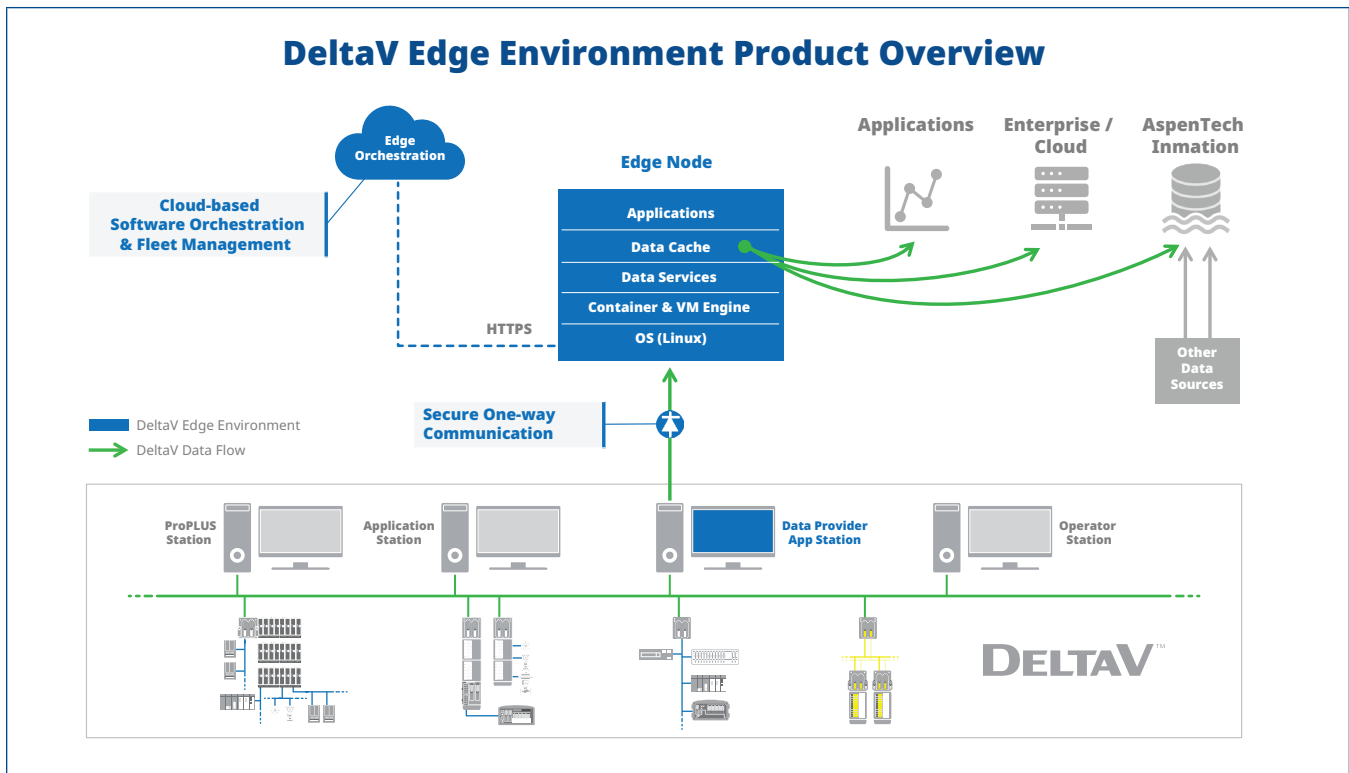 DeltaV Edge Environment Product Overview
Edge
Orchestration
Cloud-based
Software Orchestration
& Fleet Management
HTTPS
Edge Node
Applications
Data Cache
Data Services
Container & VM Engine
OS (Linux)
Applications
Enterprise /
Cloud
AspenTech
Inmation
Other
Data
Sources
Secure One-way
Communication
DeltaV Edge Environment
DeltaV Data Flow
ProPLUS
Station
Application
Station
Data Provider
App Station
Operator
Station
DELTAV™